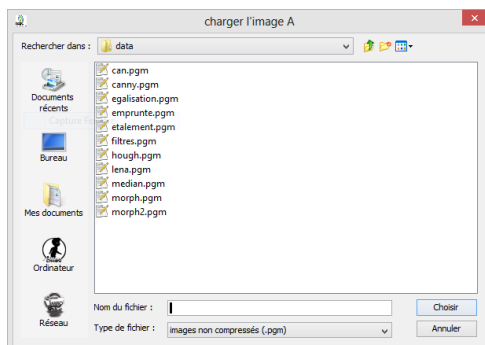 charger l'image A
Rechercher dans : data
Documents
récents
Capture
Bureau
Mes documents
Ordinateur
Réseau
can.pgm
canny.pgm
egalisation.pgm
emprunte.pgm
etalement.pgm
filtres.pgm
hough.pgm
lena.pgm
median.pgm
morph.pgm
morph2.pgm
Nom du fichier :
Choisir
Type de fichier : images non compressés (.pgm)
Annuler